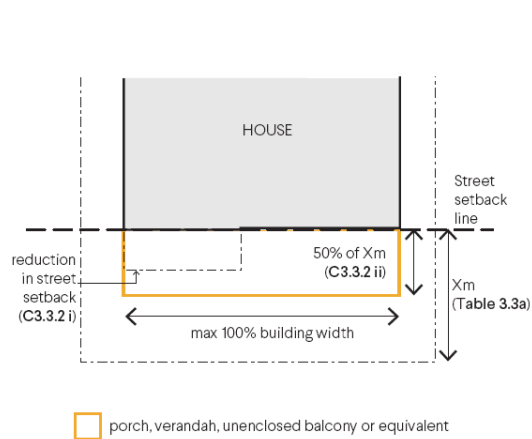 HOUSE
Street
setback
line
reduction
in street
setback
(C3.3.2 i)
50% of Xm
(C3.3.2 ii)
Xm
(Table 3.3a)
max 100% building width
porch, verandah, unenclosed balcony or equivalent